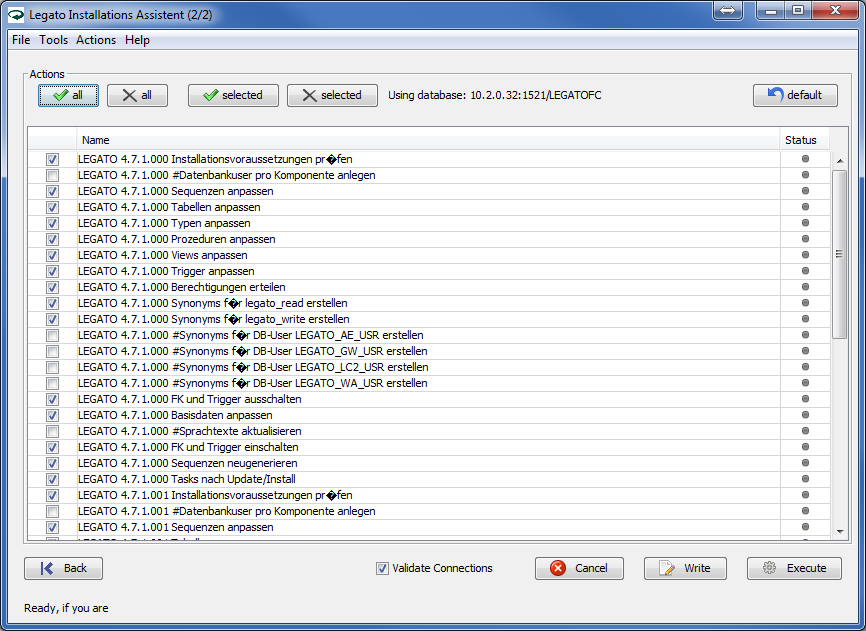 Legato Installations Assistent (2/2)
File Tools Actions Help
Actions
all all selected selected Using database: 10.2.0.32:1521/LEGATOFC default
Name Status
LEGATO 4.7.1.000 Installationsvoraussetzungen pr�fen
LEGATO 4.7.1.000 #Datenbankuser pro Komponente anlegen
LEGATO 4.7.1.000 Sequenzen anpassen
LEGATO 4.7.1.000 Tabellen anpassen
LEGATO 4.7.1.000 Typen anpassen
LEGATO 4.7.1.000 Prozeduren anpassen
LEGATO 4.7.1.000 Views anpassen
LEGATO 4.7.1.000 Trigger anpassen
LEGATO 4.7.1.000 Berechtigungen erteilen
LEGATO 4.7.1.000 Synonyms f�r legato_read erstellen
LEGATO 4.7.1.000 Synonyms f�r legato_write erstellen
LEGATO 4.7.1.000 #Synonyms f�r DB-User LEGATO_AE_USR erstellen
LEGATO 4.7.1.000 #Synonyms f�r DB-User LEGATO_GW_USR erstellen
LEGATO 4.7.1.000 #Synonyms f�r DB-User LEGATO_LC2_USR erstellen
LEGATO 4.7.1.000 #Synonyms f�r DB-User LEGATO_WA_USR erstellen
LEGATO 4.7.1.000 FK und Trigger ausschalten
LEGATO 4.7.1.000 Basisdaten anpassen
LEGATO 4.7.1.000 #Sprachtexte aktualisieren
LEGATO 4.7.1.000 FK und Trigger einschalten
LEGATO 4.7.1.000 Sequenzen neugenerieren
LEGATO 4.7.1.000 Tasks nach Update/Install
LEGATO 4.7.1.001 Installationsvoraussetzungen pr�fen
LEGATO 4.7.1.001 #Datenbankuser pro Komponente anlegen
LEGATO 4.7.1.001 Sequenzen anpassen
Back Validate Connections Cancel Write Execute
Ready, if you are